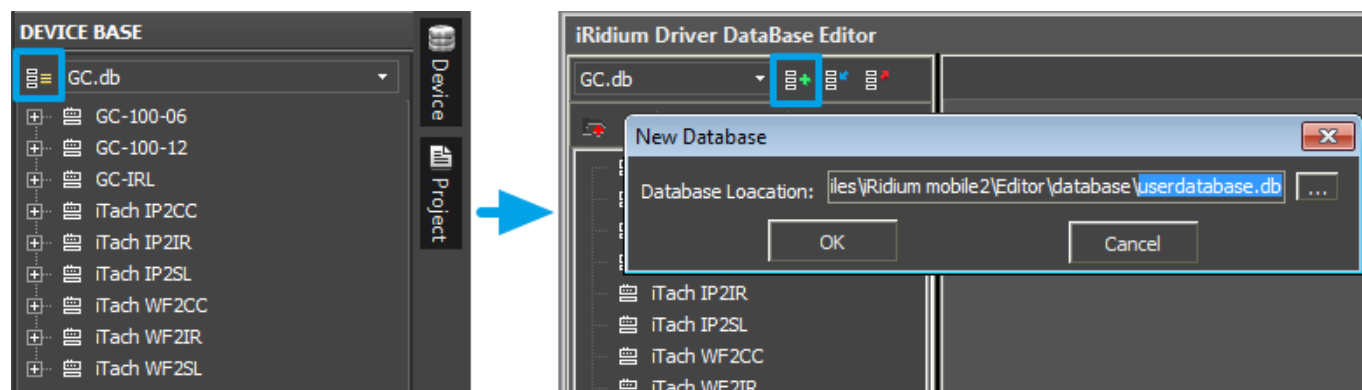 DEVICE BASE
GC.db
GC-100-06
GC-100-12
GC-IRL
iTach IP2CC
iTach IP2IR
iTach IP2SL
iTach WF2CC
iTach WF2IR
iTach WF2SL
Device
Project
iRidium Driver DataBase Editor
GC.db
New Database
Database Loacation: iles\iRidium mobile2\Editor\database\userdatabase.db ...
OK Cancel
iTach IP2IR
iTach IP2SL
iTach WF2CC
iTach WF2IR